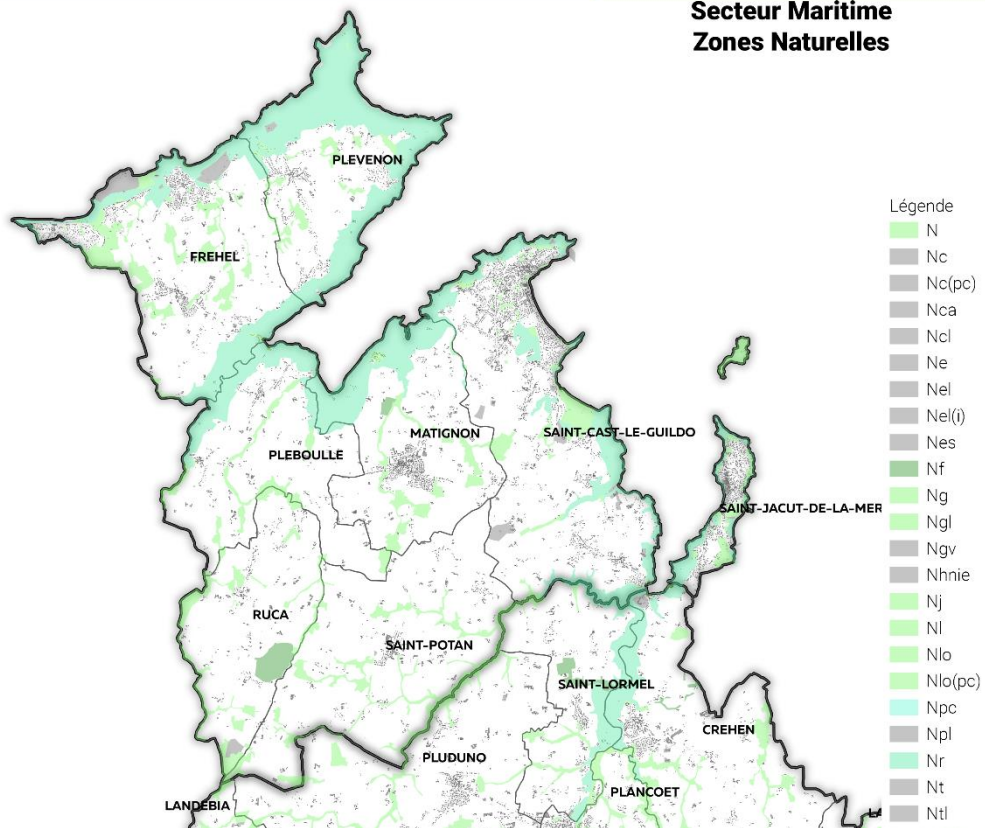 Secteur Maritime
Zones Naturelles
PLEVENON
FREHEL
MATIGNON
SAINT-CAST-LE-GUILDO
PLEBOULLE
SAINT-JACUT-DE-LA-MER
RUCA
SAINT-POTAN
SAINT-LORMEL
CREHEN
PLUDUNO
PLANCOET
LANDEBIA
Légende
N
Nc
Nc(pc)
Nca
Ncl
Ne
Nel
Nel(i)
Nes
Nf
Ng
Ngl
Ngv
Nhnie
Nj
Nl
Nlo
Nlo(pc)
Npc
Npl
Nr
Nt
Ntl